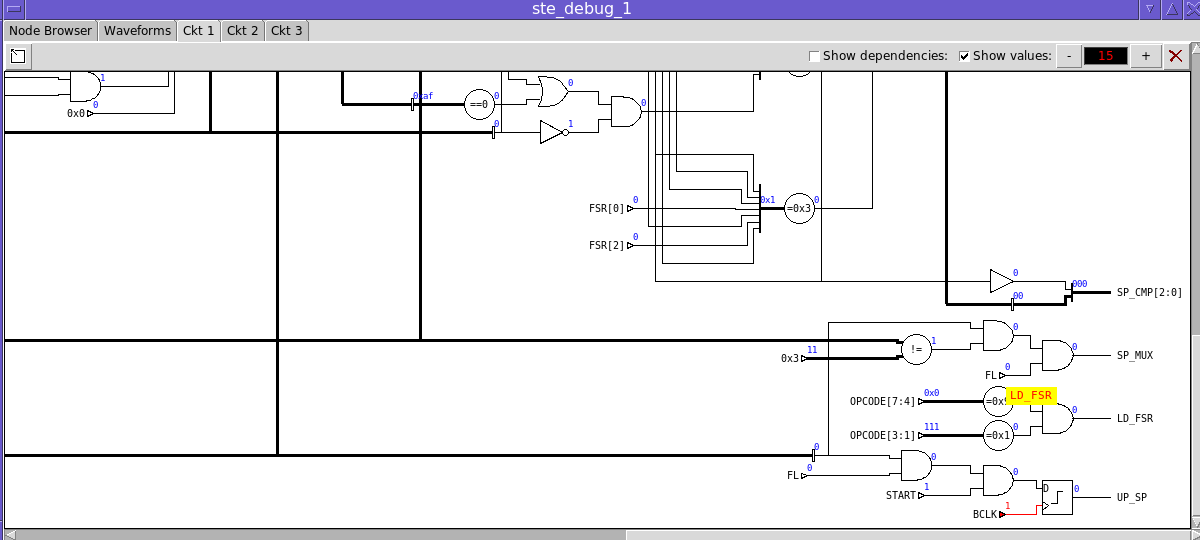 ste_debug_1
Node Browser Waveforms Ckt 1 Ckt 2 Ckt 3
Show dependencies: Show values: - 15 +
1
0
0x0
0xaf
0
==0
0
0
1
0
FSR[0]
0
0x1
=0x3
0
FSR[2]
0
0
00
000
SP_CMP[2:0]
0x3
11
!=
1
0
FL
0
0
SP_MUX
OPCODE[7:4]
0x0
LD_FSR
0
LD_FSR
OPCODE[3:1]
111
=0x1
0
0
FL
0
0
START
1
0
BCLK
1
D
0
UP_SP